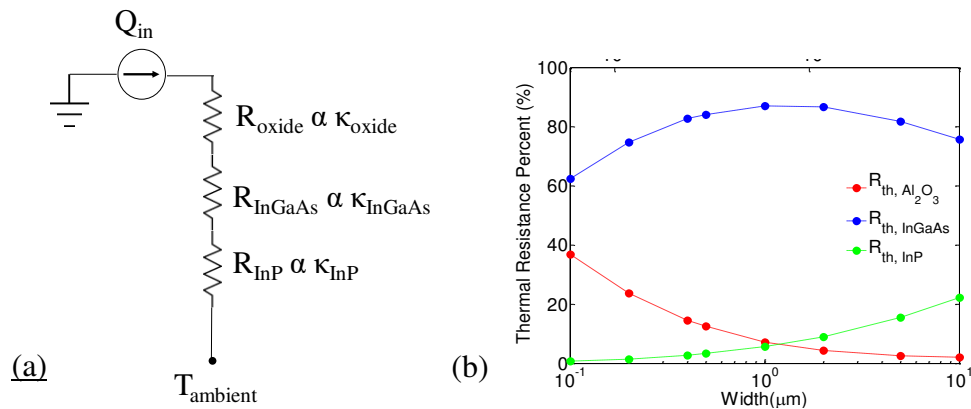 Q_in
R_oxide α κ_oxide
R_InGaAs α κ_InGaAs
R_InP α κ_InP
(a)
T_ambient
(b)
Thermal Resistance Percent (%)
100
80
60
40
20
0
R_th, Al_2O_3
R_th, InGaAs
R_th, InP
10^-1
10^0
10^1
Width(μm)